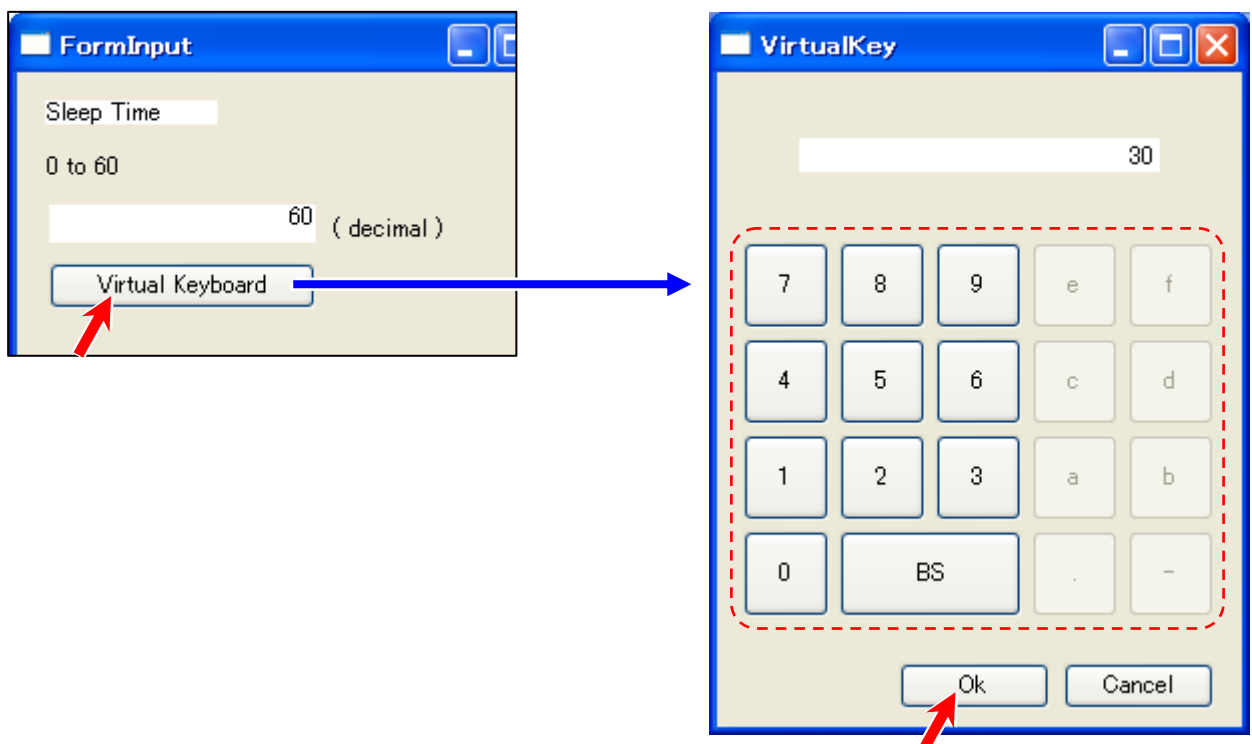 FormInput
Sleep Time
0 to 60
60 ( decimal )
Virtual Keyboard
VirtualKey
30
7 8 9 e f
4 5 6 c d
1 2 3 a b
0 BS . -
Ok Cancel